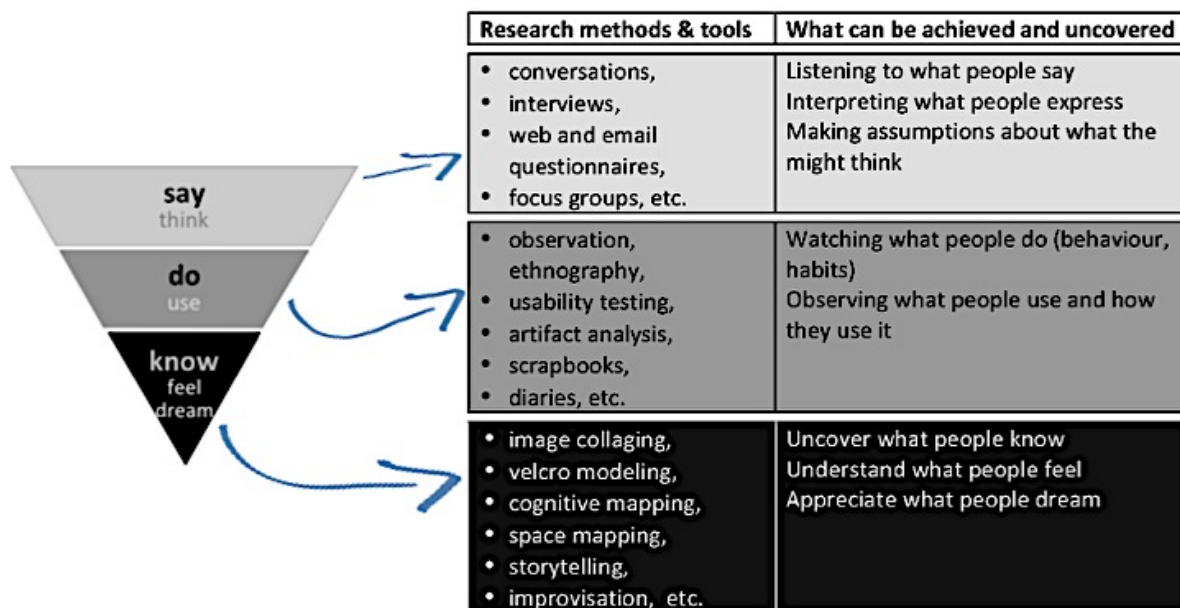 Research methods & tools
What can be achieved and uncovered
say
think
do
use
know
feel
dream
• conversations,
• interviews,
• web and email
questionnaires,
• focus groups, etc.
Listening to what people say
Interpreting what people express
Making assumptions about what the
might think
• observation,
ethnography,
• usability testing,
• artifact analysis,
• scrapbooks,
• diaries, etc.
Watching what people do (behaviour,
habits)
Observing what people use and how
they use it
• image collaging,
• velcro modeling,
• cognitive mapping,
• space mapping,
• storytelling,
• improvisation, etc.
Uncover what people know
Understand what people feel
Appreciate what people dream